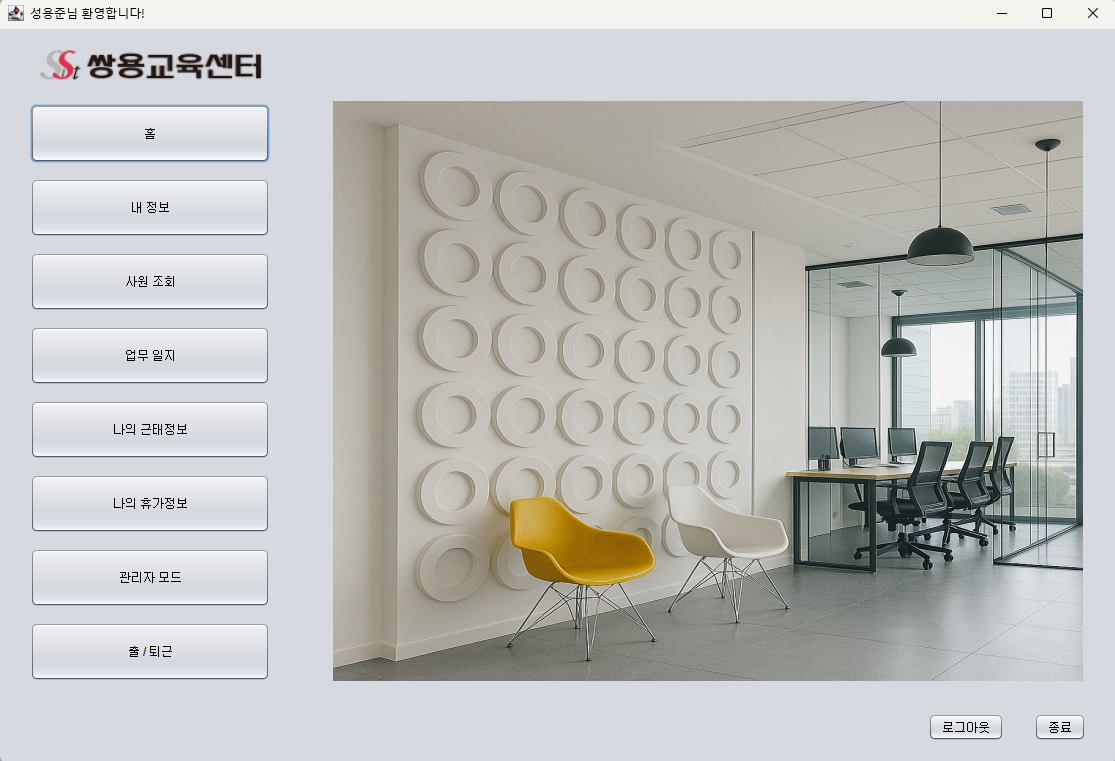 성용준님 환영합니다!
SSt 쌍용교육센터
홈
내 정보
사원 조회
업무 일지
나의 근태정보
나의 휴가정보
관리자 모드
출 / 퇴근
로그아웃
종료